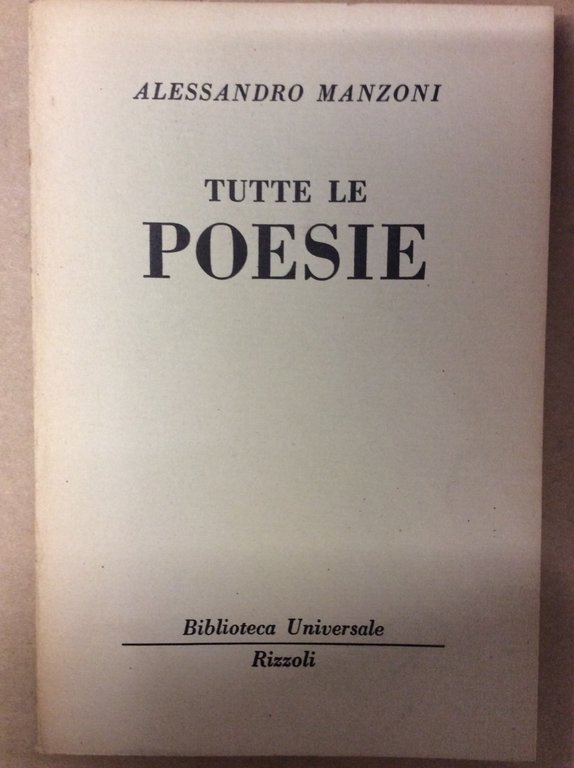 ALESSANDRO MANZONI
TUTTE LE
POESIE
Biblioteca Universale
Rizzoli